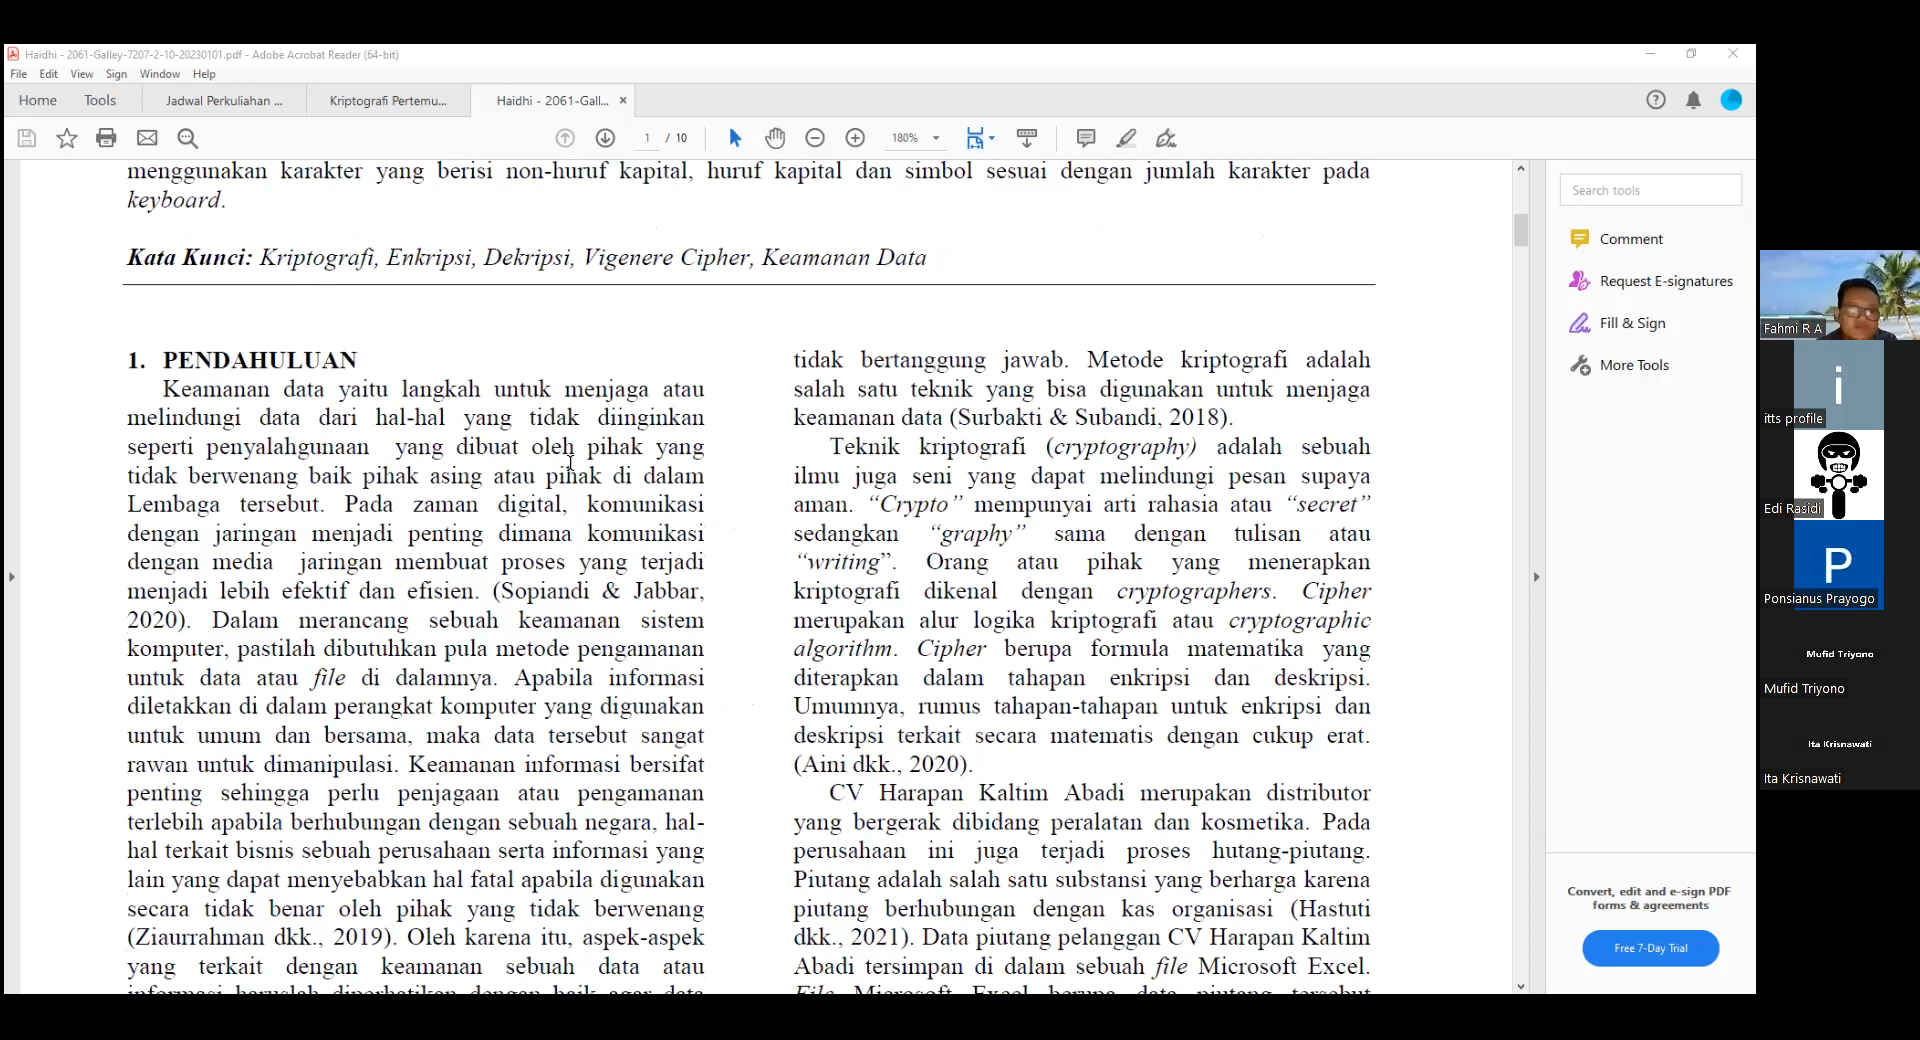 Haidhi - 2061-Galley-7207-2-10-20230101.pdf - Adobe Acrobat Reader (64-bit)
File Edit View Sign Window Help
Home Tools Jadwal Perkuliahan ... Kriptografi Pertemu... Haidhi - 2061-Gall... ×
1 / 10 180%
menggunakan karakter yang berisi non-huruf kapital, huruf kapital dan simbol sesuai dengan jumlah karakter pada
keyboard.
Kata Kunci: Kriptografi, Enkripsi, Dekripsi, Vigenere Cipher, Keamanan Data
1. PENDAHULUAN
Keamanan data yaitu langkah untuk menjaga atau
melindungi data dari hal-hal yang tidak diinginkan
seperti penyalahgunaan yang dibuat oleh pihak yang
tidak berwenang baik pihak asing atau pihak di dalam
Lembaga tersebut. Pada zaman digital, komunikasi
dengan jaringan menjadi penting dimana komunikasi
dengan media jaringan membuat proses yang terjadi
menjadi lebih efektif dan efisien. (Sopiandi & Jabbar,
2020). Dalam merancang sebuah keamanan sistem
komputer, pastilah dibutuhkan pula metode pengamanan
untuk data atau file di dalamnya. Apabila informasi
diletakkan di dalam perangkat komputer yang digunakan
untuk umum dan bersama, maka data tersebut sangat
rawan untuk dimanipulasi. Keamanan informasi bersifat
penting sehingga perlu penjagaan atau pengamanan
terlebih apabila berhubungan dengan sebuah negara, hal-
hal terkait bisnis sebuah perusahaan serta informasi yang
lain yang dapat menyebabkan hal fatal apabila digunakan
secara tidak benar oleh pihak yang tidak berwenang
(Ziaurrahman dkk., 2019). Oleh karena itu, aspek-aspek
yang terkait dengan keamanan sebuah data atau
informasi haruslah diperhatikan dengan baik agar data
tidak bertanggung jawab. Metode kriptografi adalah
salah satu teknik yang bisa digunakan untuk menjaga
keamanan data (Surbakti & Subandi, 2018).
Teknik kriptografi (cryptography) adalah sebuah
ilmu juga seni yang dapat melindungi pesan supaya
aman. “Crypto” mempunyai arti rahasia atau “secret”
sedangkan “graphy” sama dengan tulisan atau
“writing”. Orang atau pihak yang menerapkan
kriptografi dikenal dengan cryptographers. Cipher
merupakan alur logika kriptografi atau cryptographic
algorithm. Cipher berupa formula matematika yang
diterapkan dalam tahapan enkripsi dan deskripsi.
Umumnya, rumus tahapan-tahapan untuk enkripsi dan
deskripsi terkait secara matematis dengan cukup erat.
(Aini dkk., 2020).
CV Harapan Kaltim Abadi merupakan distributor
yang bergerak dibidang peralatan dan kosmetika. Pada
perusahaan ini juga terjadi proses hutang-piutang.
Piutang adalah salah satu substansi yang berharga karena
piutang berhubungan dengan kas organisasi (Hastuti
dkk., 2021). Data piutang pelanggan CV Harapan Kaltim
Abadi tersimpan di dalam sebuah file Microsoft Excel.
File Microsoft Excel berupa data piutang tersebut
Search tools
Comment
Request E-signatures
Fill & Sign
More Tools
Convert, edit and e-sign PDF
forms & agreements
Free 7-Day Trial
Fahmi R A
i
itts profile
Edi Rasidi
P
Ponsianus Prayogo
Mufid Triyono
Mufid Triyono
Ita Krisnawati
Ita Krisnawati